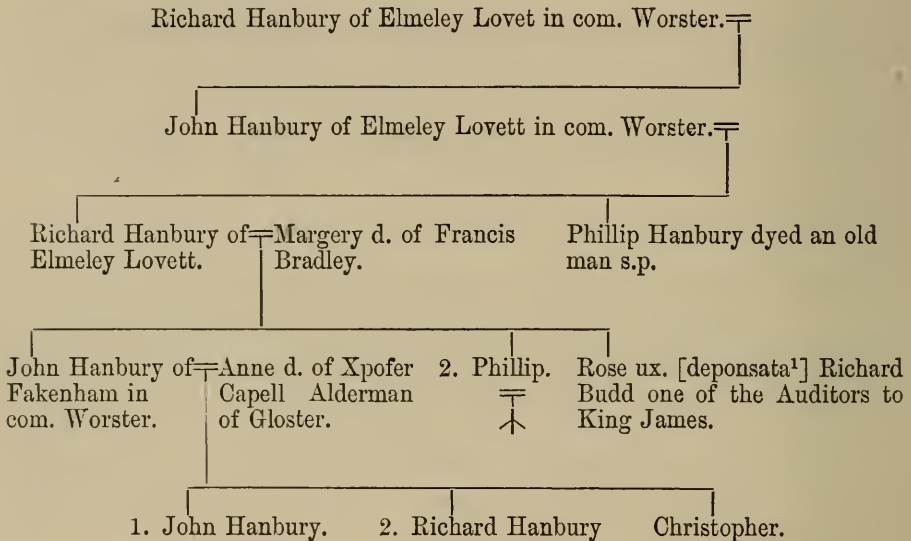 Richard Hanbury of Elmeley Lovet in com. Worster.
John Hanbury of Elmeley Lovett in com. Worster.
Richard Hanbury of
Elmeley Lovett.
Margery d. of Francis
Bradley.
Phillip Hanbury dyed an old
man s.p.
John Hanbury of
Fakenham in
com. Worster.
Anne d. of Xpofer
Capell Alderman
of Gloster.
2. Phillip.
Rose ux. [deponsata¹] Richard
Budd one of the Auditors to
King James.
1. John Hanbury.
2. Richard Hanbury
Christopher.